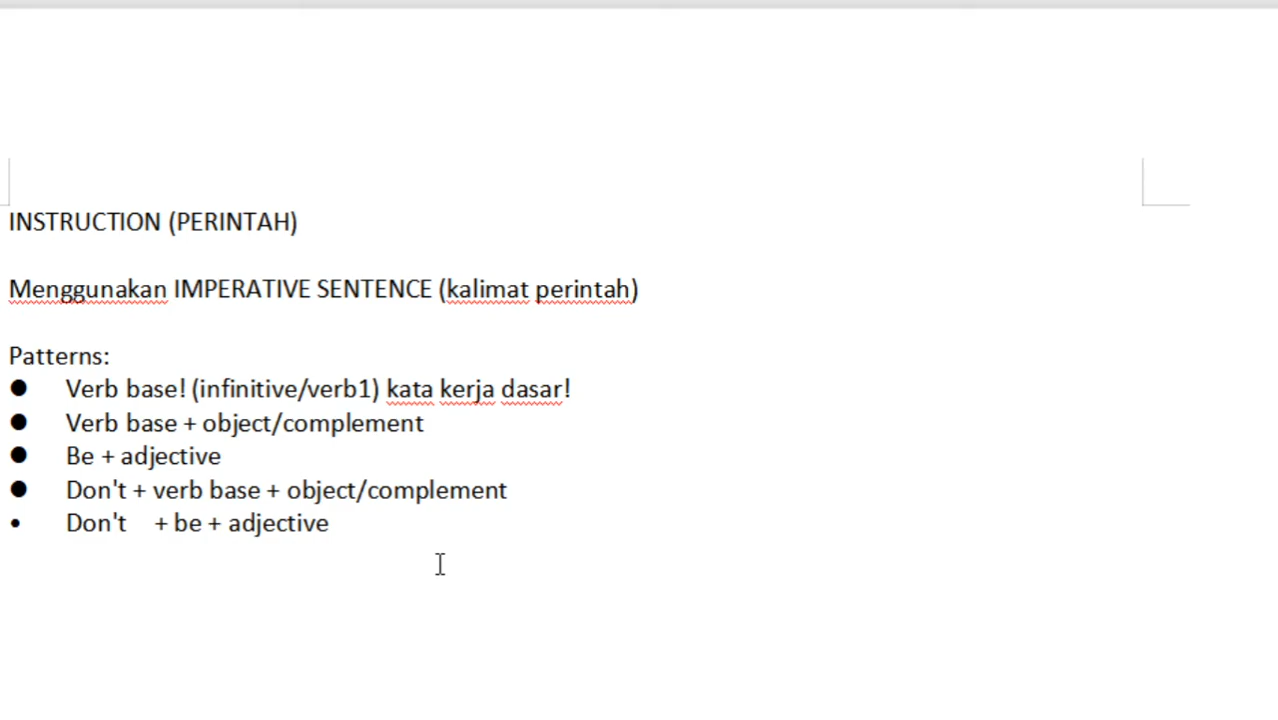 INSTRUCTION (PERINTAH)
Menggunakan IMPERATIVE SENTENCE (kalimat perintah)
Patterns:
● Verb base! (infinitive/verb1) kata kerja dasar!
● Verb base + object/complement
● Be + adjective
● Don't + verb base + object/complement
• Don't + be + adjective